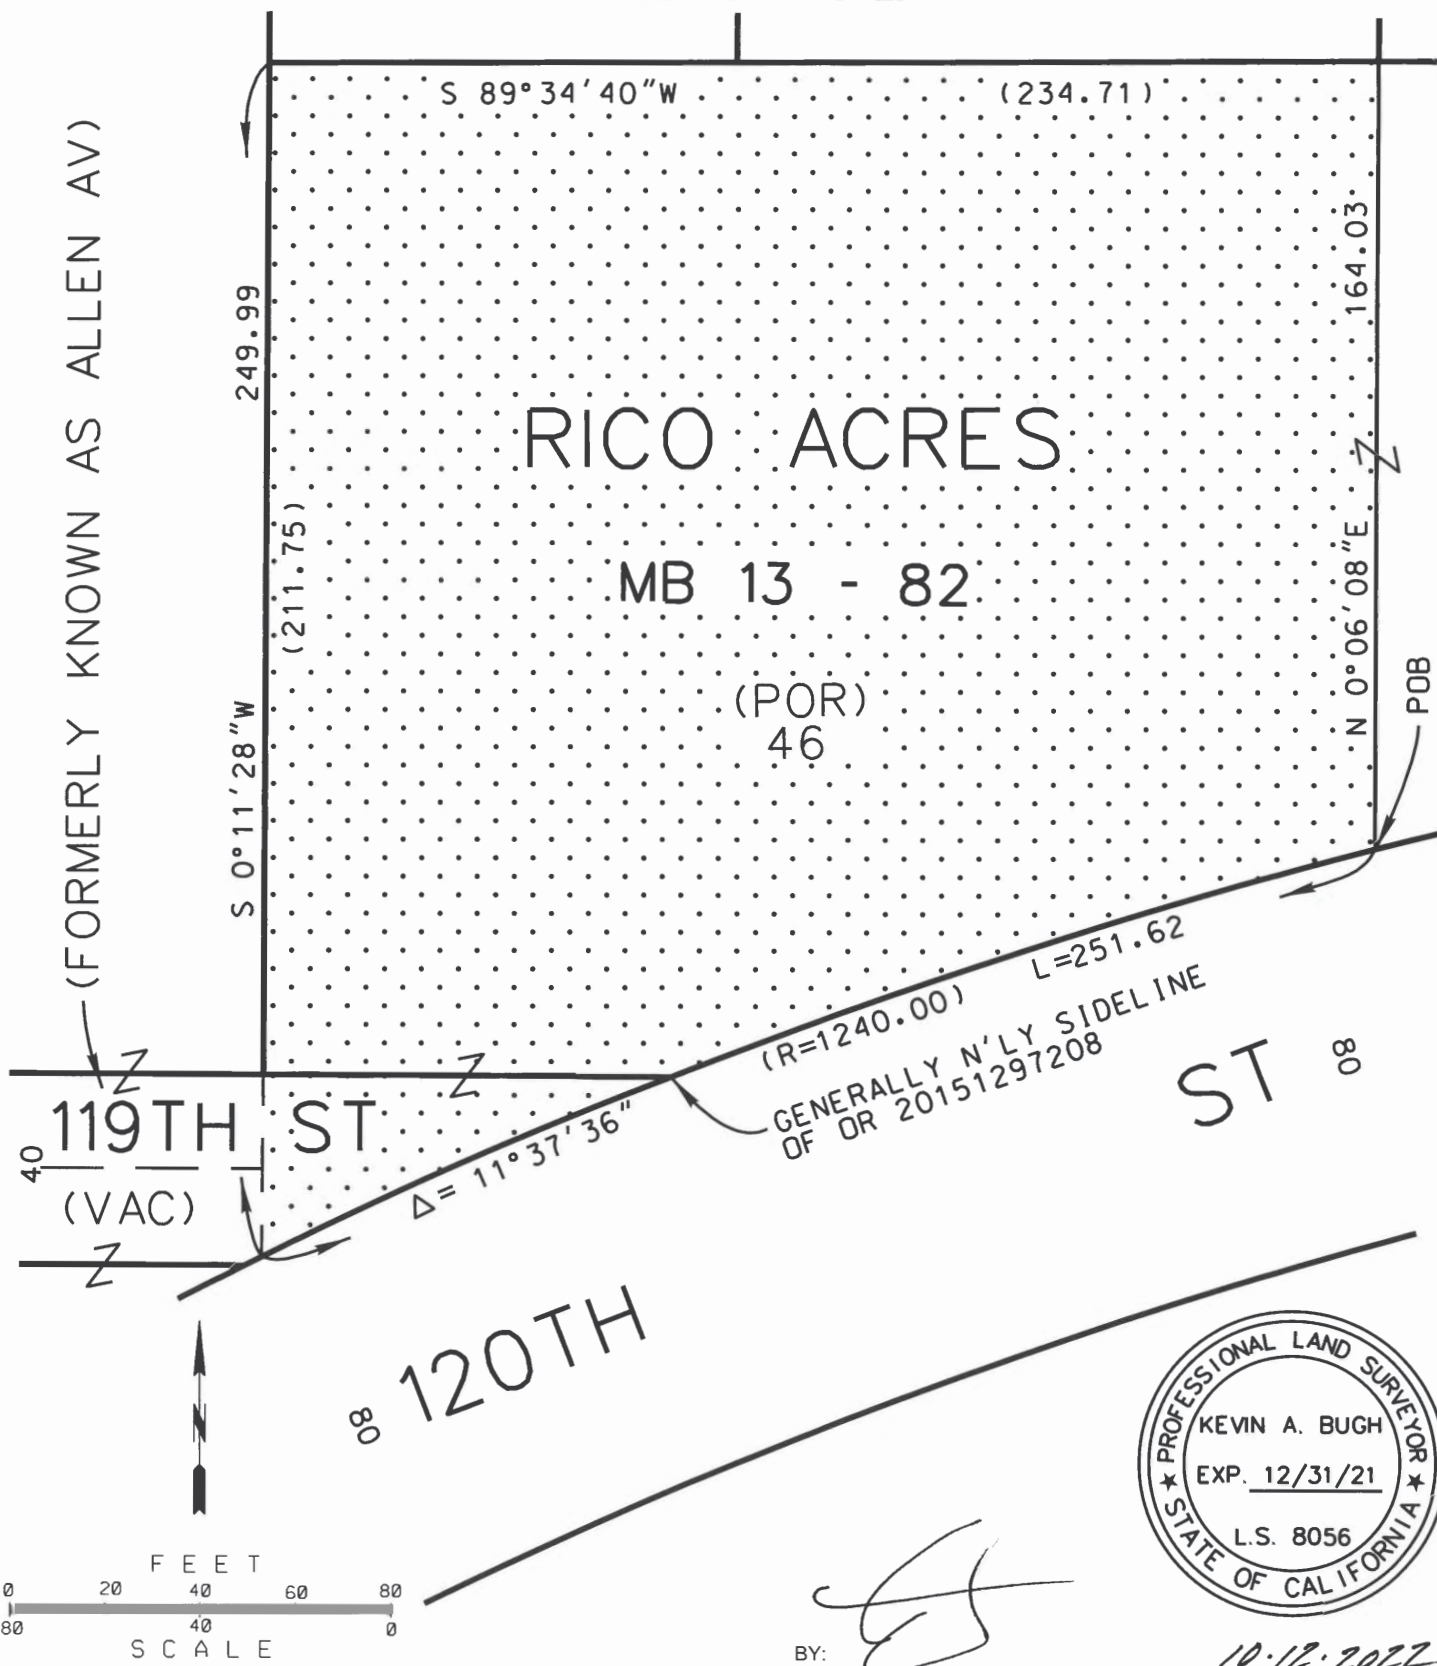 S 89°34'40"W (234.71)
(FORMERLY KNOWN AS ALLEN AV)
249.99
(211.75)
S 0°11'28"W
164.03
N 0°06'08"E
POB
RICO ACRES
MB 13 - 82
(POR)
46
L=251.62
(R=1240.00)
Δ= 11°37'36"
GENERALLY N'LY SIDELINE
OF OR 20151297208
119TH ST
40
(VAC)
80 120TH ST 80
N
FEET
0 20 40 60 80
80 40 0
SCALE
PROFESSIONAL LAND SURVEYOR
KEVIN A. BUGH
EXP. 12/31/21
L.S. 8056
STATE OF CALIFORNIA
BY:
10·12·2022